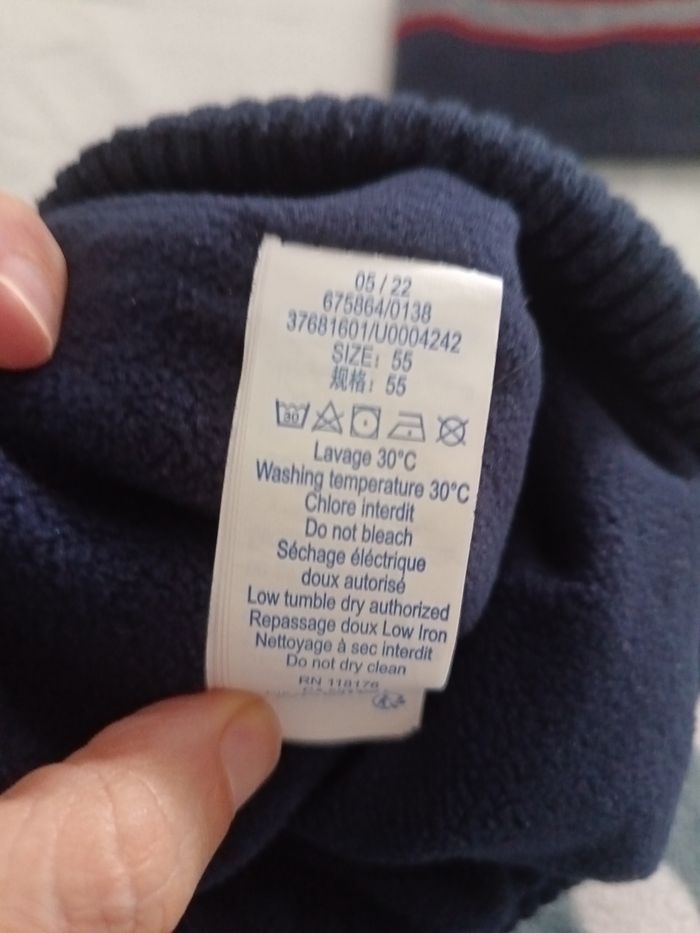 05 / 22
675864/0138
37681601/U0004242
SIZE: 55
规格: 55
30
Lavage 30°C
Washing temperature 30°C
Chlore interdit
Do not bleach
Séchage éléctrique
doux autorisé
Low tumble dry authorized
Repassage doux Low Iron
Nettoyage à sec interdit
Do not dry clean
RN 118176